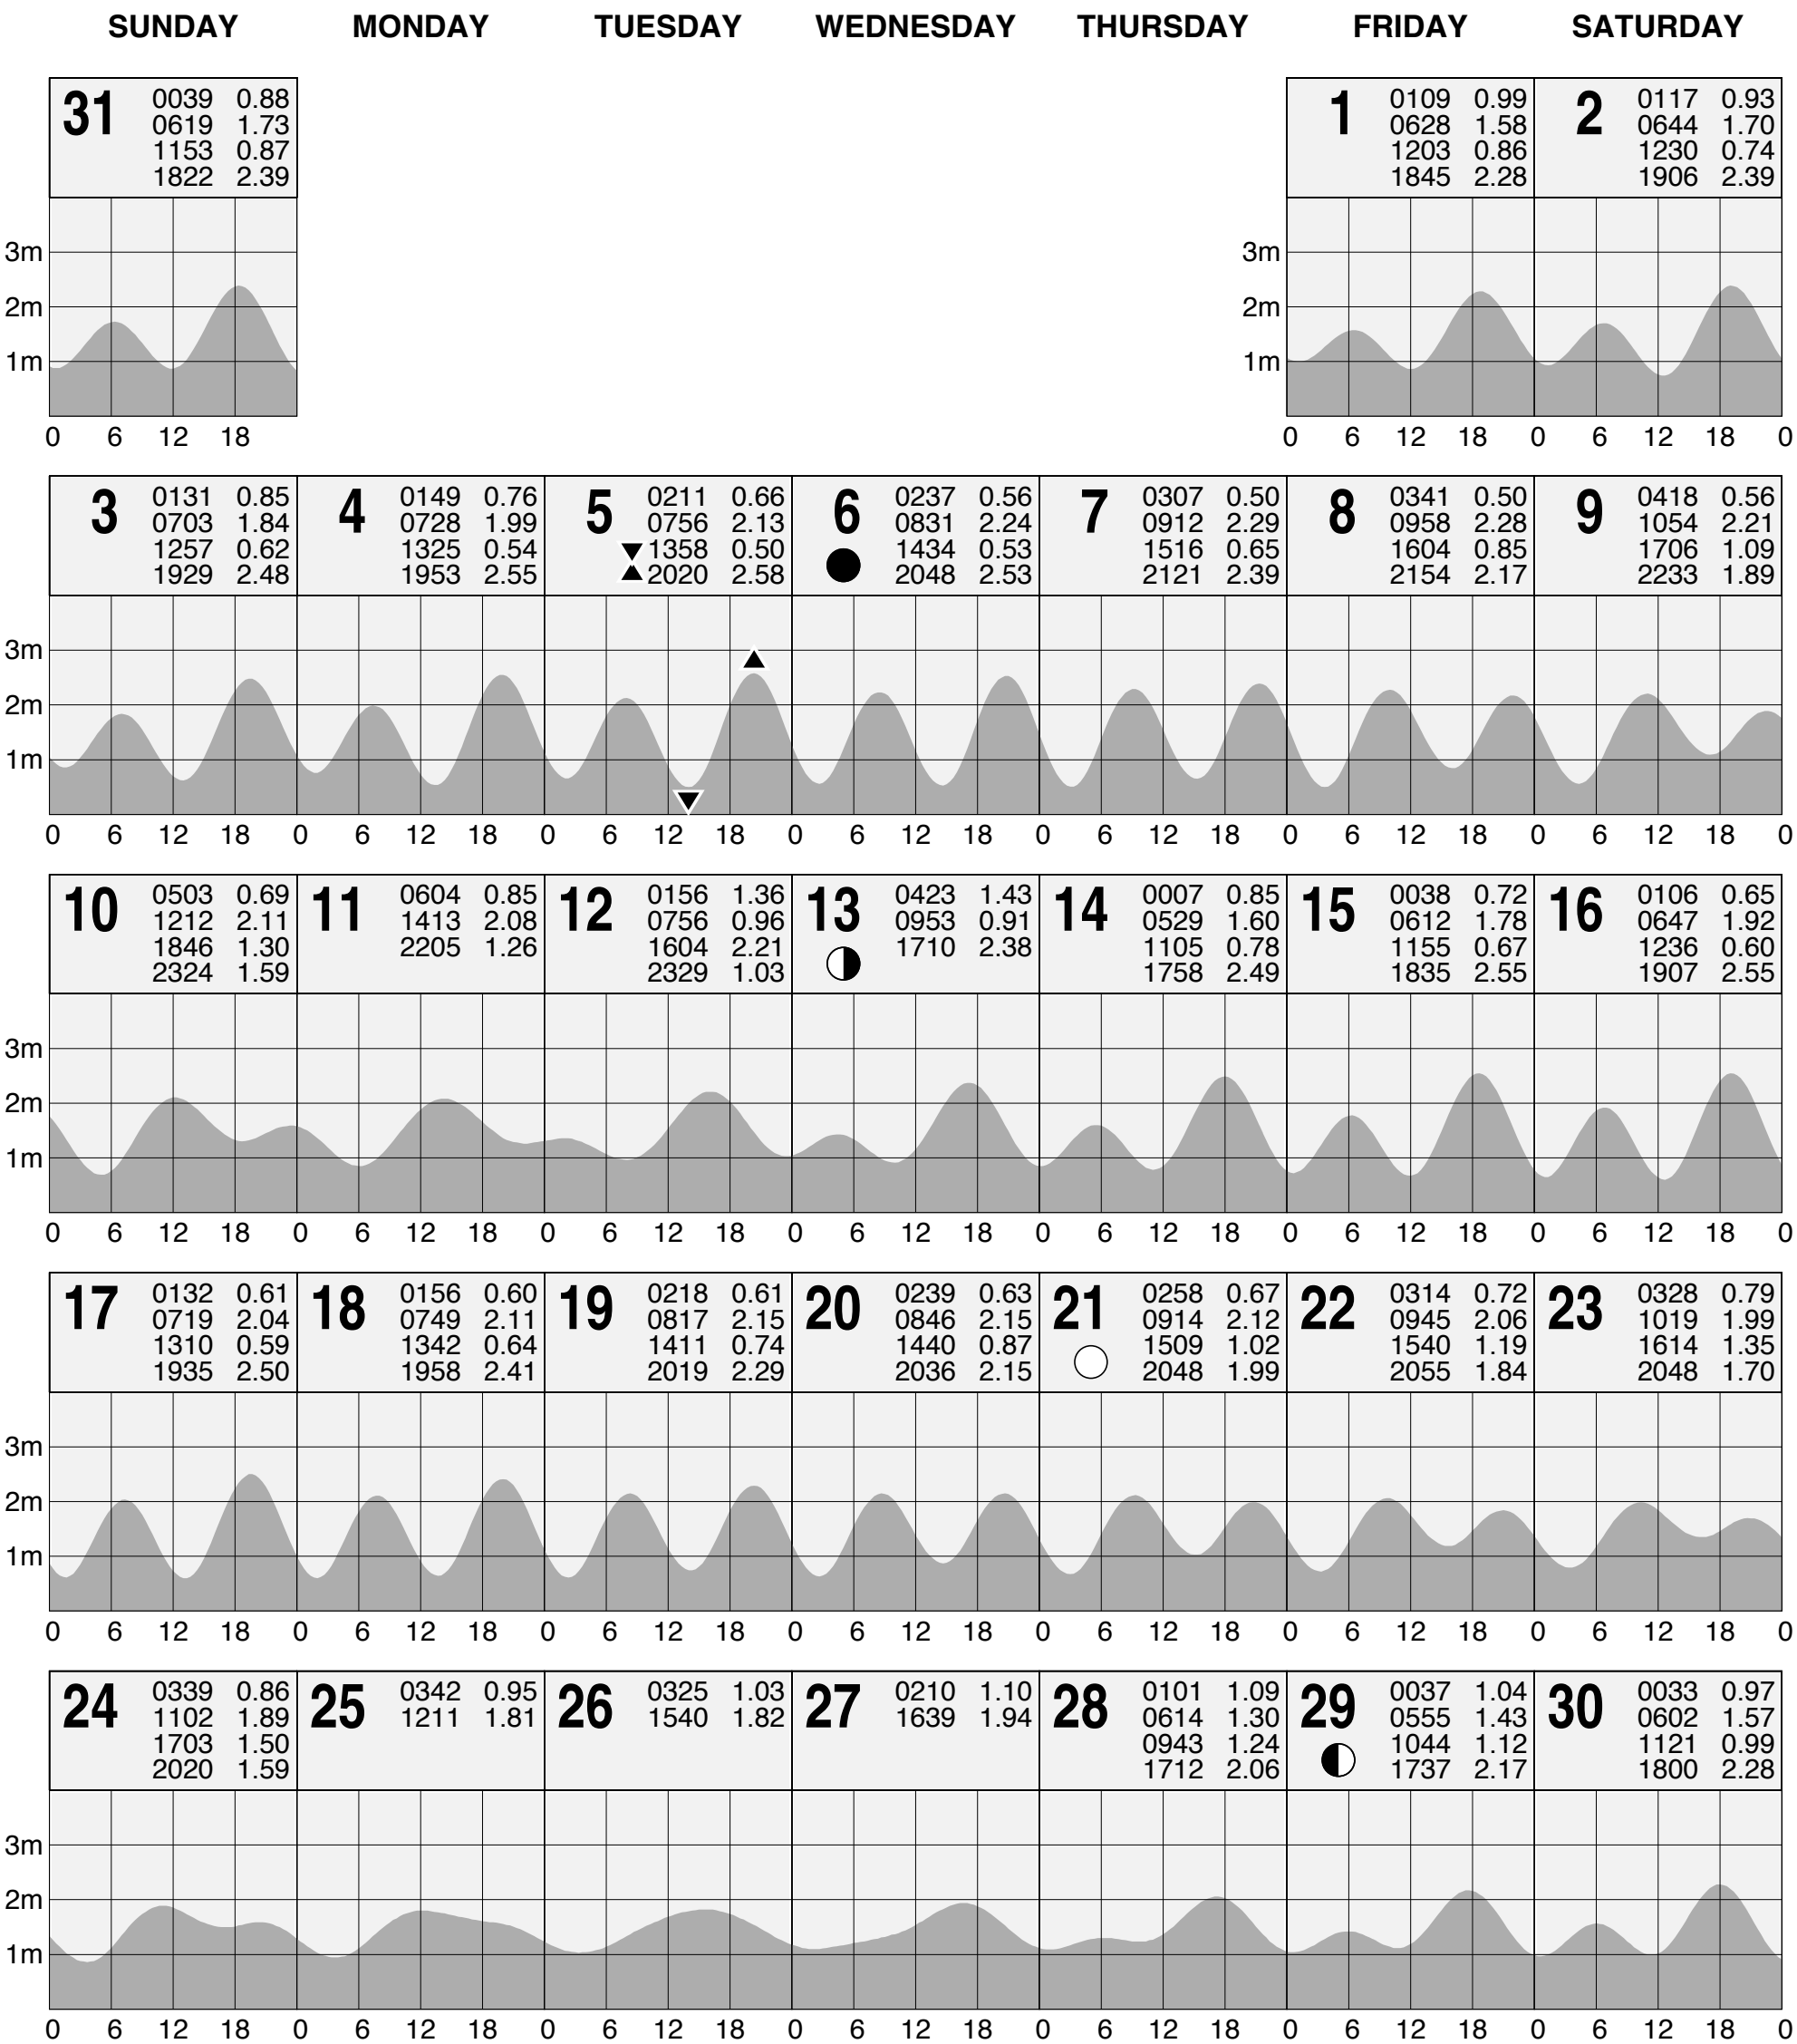 SUNDAY MONDAY TUESDAY WEDNESDAY THURSDAY FRIDAY SATURDAY
31 0039 0.88 1 0109 0.99 2 0117 0.93
0619 1.73 0628 1.58 0644 1.70
1153 0.87 1203 0.86 1230 0.74
1822 2.39 1845 2.28 1906 2.39
3m 3m
2m 2m
1m 1m
0 6 12 18 0 6 12 18 0 6 12 18 0
3 0131 0.85 4 0149 0.76 5 0211 0.66 6 0237 0.56 7 0307 0.50 8 0341 0.50 9 0418 0.56
0703 1.84 0728 1.99 0756 2.13 0831 2.24 0912 2.29 0958 2.28 1054 2.21
1257 0.62 1325 0.54 1358 0.50 1434 0.53 1516 0.65 1604 0.85 1706 1.09
1929 2.48 1953 2.55 2020 2.58 2048 2.53 2121 2.39 2154 2.17 2233 1.89
3m
2m
1m
0 6 12 18 0 6 12 18 0 6 12 18 0 6 12 18 0 6 12 18 0 6 12 18 0 6 12 18 0
10 0503 0.69 11 0604 0.85 12 0156 1.36 13 0423 1.43 14 0007 0.85 15 0038 0.72 16 0106 0.65
1212 2.11 1413 2.08 0756 0.96 0953 0.91 0529 1.60 0612 1.78 0647 1.92
1846 1.30 2205 1.26 1604 2.21 1710 2.38 1105 0.78 1155 0.67 1236 0.60
2324 1.59 2329 1.03 1758 2.49 1835 2.55 1907 2.55
3m
2m
1m
0 6 12 18 0 6 12 18 0 6 12 18 0 6 12 18 0 6 12 18 0 6 12 18 0 6 12 18 0
17 0132 0.61 18 0156 0.60 19 0218 0.61 20 0239 0.63 21 0258 0.67 22 0314 0.72 23 0328 0.79
0719 2.04 0749 2.11 0817 2.15 0846 2.15 0914 2.12 0945 2.06 1019 1.99
1310 0.59 1342 0.64 1411 0.74 1440 0.87 1509 1.02 1540 1.19 1614 1.35
1935 2.50 1958 2.41 2019 2.29 2036 2.15 2048 1.99 2055 1.84 2048 1.70
3m
2m
1m
0 6 12 18 0 6 12 18 0 6 12 18 0 6 12 18 0 6 12 18 0 6 12 18 0 6 12 18 0
24 0339 0.86 25 0342 0.95 26 0325 1.03 27 0210 1.10 28 0101 1.09 29 0037 1.04 30 0033 0.97
1102 1.89 1211 1.81 1540 1.82 1639 1.94 0614 1.30 0555 1.43 0602 1.57
1703 1.50 0943 1.24 1044 1.12 1121 0.99
2020 1.59 1712 2.06 1737 2.17 1800 2.28
3m
2m
1m
0 6 12 18 0 6 12 18 0 6 12 18 0 6 12 18 0 6 12 18 0 6 12 18 0 6 12 18 0